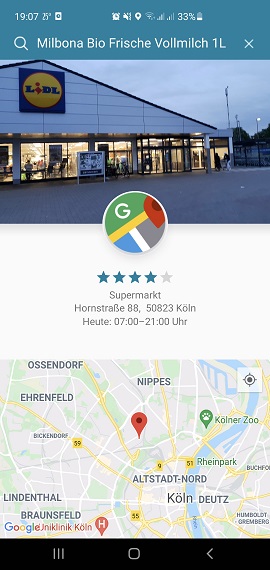 19:07
33%
Milbona Bio Frische Vollmilch 1L
LIDL
G
Supermarkt
Hornstraße 88, 50823 Köln
Heute: 07:00–21:00 Uhr
OSSENDORF
NIPPES
EHRENFELD
Kölner Zoo
BICKENDORF
59
9
51
Rheinpark
BUCHFO
ALTSTADT-NORD
LINDENTHAL
Köln
DEUTZ
BRAUNSFELD
HUMBOLDT
GREMBERG
Google
Uniklinik Köln
H